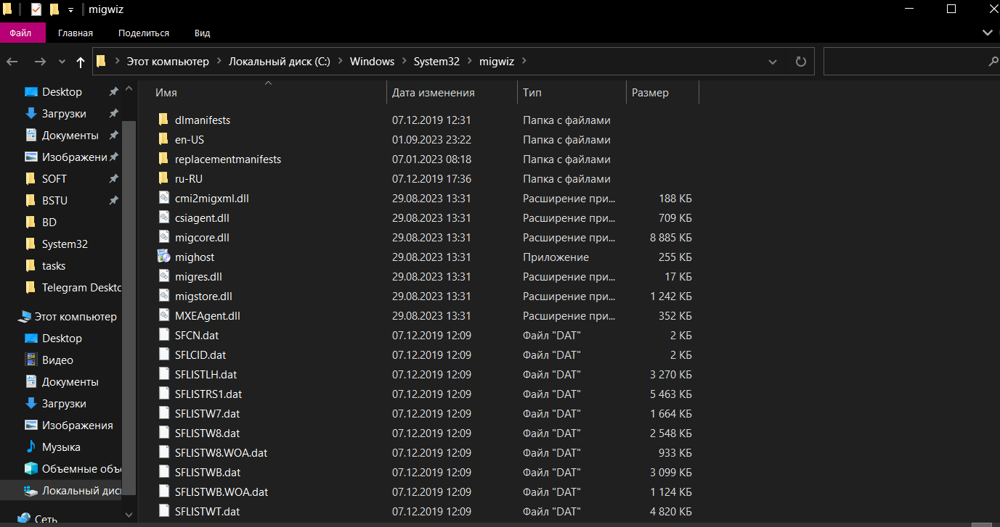 migwiz
Файл Главная Поделиться Вид
Этот компьютер Локальный диск (C:) Windows System32 migwiz
Desktop
Загрузки
Документы
Изображени
SOFT
BSTU
BD
System32
tasks
Telegram Deskto
Этот компьютер
Desktop
Видео
Документы
Загрузки
Изображения
Музыка
Объемные объ
Локальный дис
Сеть
Имя Дата изменения Тип Размер
dlmanifests 07.12.2019 12:31 Папка с файлами
en-US 01.09.2023 23:22 Папка с файлами
replacementmanifests 07.01.2023 08:18 Папка с файлами
ru-RU 07.12.2019 17:36 Папка с файлами
cmi2migxml.dll 29.08.2023 13:31 Расширение при... 188 КБ
csiagent.dll 29.08.2023 13:31 Расширение при... 709 КБ
migcore.dll 29.08.2023 13:31 Расширение при... 8 885 КБ
mighost 29.08.2023 13:31 Приложение 255 КБ
migres.dll 29.08.2023 13:31 Расширение при... 17 КБ
migstore.dll 29.08.2023 13:31 Расширение при... 1 242 КБ
MXEAgent.dll 29.08.2023 13:31 Расширение при... 352 КБ
SFCN.dat 07.12.2019 12:09 Файл "DAT" 2 КБ
SFLCID.dat 07.12.2019 12:09 Файл "DAT" 2 КБ
SFLISTLH.dat 07.12.2019 12:09 Файл "DAT" 3 270 КБ
SFLISTRS1.dat 07.12.2019 12:09 Файл "DAT" 5 463 КБ
SFLISTW7.dat 07.12.2019 12:09 Файл "DAT" 1 664 КБ
SFLISTW8.dat 07.12.2019 12:09 Файл "DAT" 2 548 КБ
SFLISTW8.WOA.dat 07.12.2019 12:09 Файл "DAT" 933 КБ
SFLISTWB.dat 07.12.2019 12:09 Файл "DAT" 3 099 КБ
SFLISTWB.WOA.dat 07.12.2019 12:09 Файл "DAT" 1 124 КБ
SFLISTWT.dat 07.12.2019 12:09 Файл "DAT" 4 820 КБ